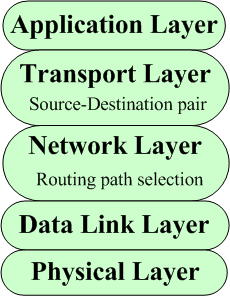 Application Layer
Transport Layer
Source-Destination pair
Network Layer
Routing path selection
Data Link Layer
Physical Layer